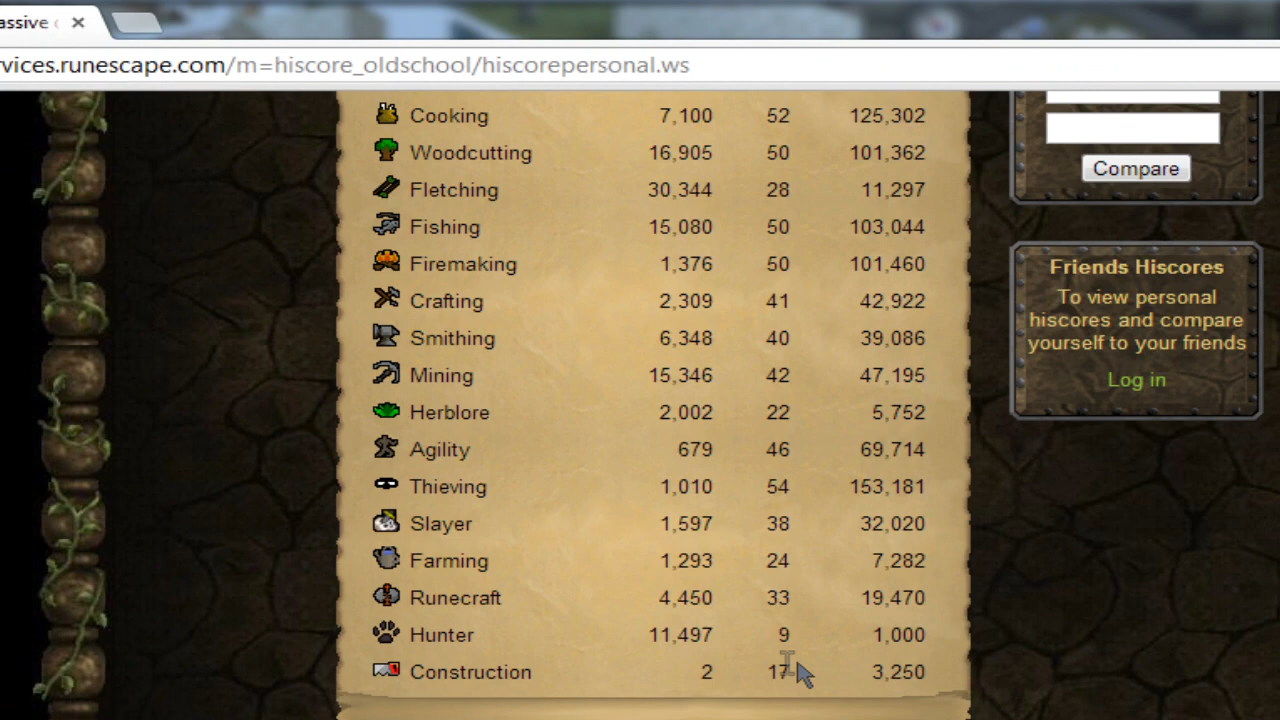 assive
rvices.runescape.com/m=hiscore_oldschool/hiscorepersonal.ws
Cooking 7,100 52 125,302
Woodcutting 16,905 50 101,362
Fletching 30,344 28 11,297
Fishing 15,080 50 103,044
Firemaking 1,376 50 101,460
Crafting 2,309 41 42,922
Smithing 6,348 40 39,086
Mining 15,346 42 47,195
Herblore 2,002 22 5,752
Agility 679 46 69,714
Thieving 1,010 54 153,181
Slayer 1,597 38 32,020
Farming 1,293 24 7,282
Runecraft 4,450 33 19,470
Hunter 11,497 9 1,000
Construction 2 17 3,250
Compare
Friends Hiscores
To view personal
hiscores and compare
yourself to your friends
Log in